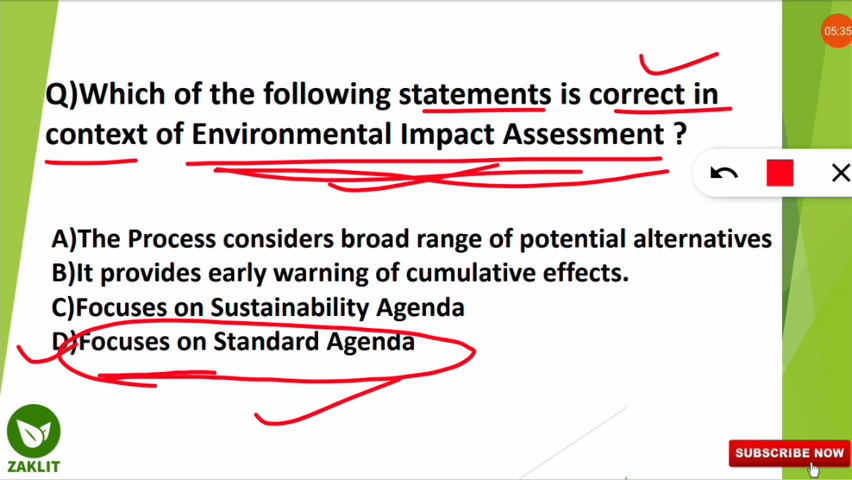 05:35
Q)Which of the following statements is correct in
context of Environmental Impact Assessment ?
A)The Process considers broad range of potential alternatives
B)It provides early warning of cumulative effects.
C)Focuses on Sustainability Agenda
D)Focuses on Standard Agenda
ZAKLIT
SUBSCRIBE NOW